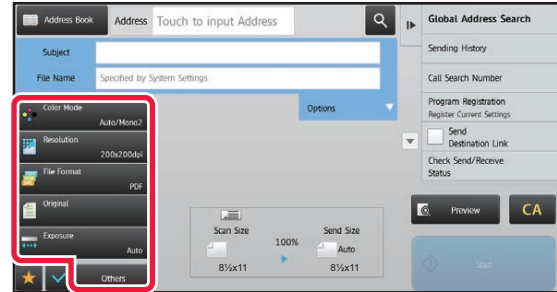 Address Book
Address
Touch to input Address
Subject
File Name
Specified by System Settings
Options
Color Mode
Auto/Mono2
Resolution
200x200dpi
File Format
PDF
Original
Exposure
Auto
Others
Scan Size
100%
Send Size
Auto
8½x11
8½x11
Global Address Search
Sending History
Call Search Number
Program Registration
Register Current Settings
Send
Destination Link
Check Send/Receive
Status
Preview
CA
Start